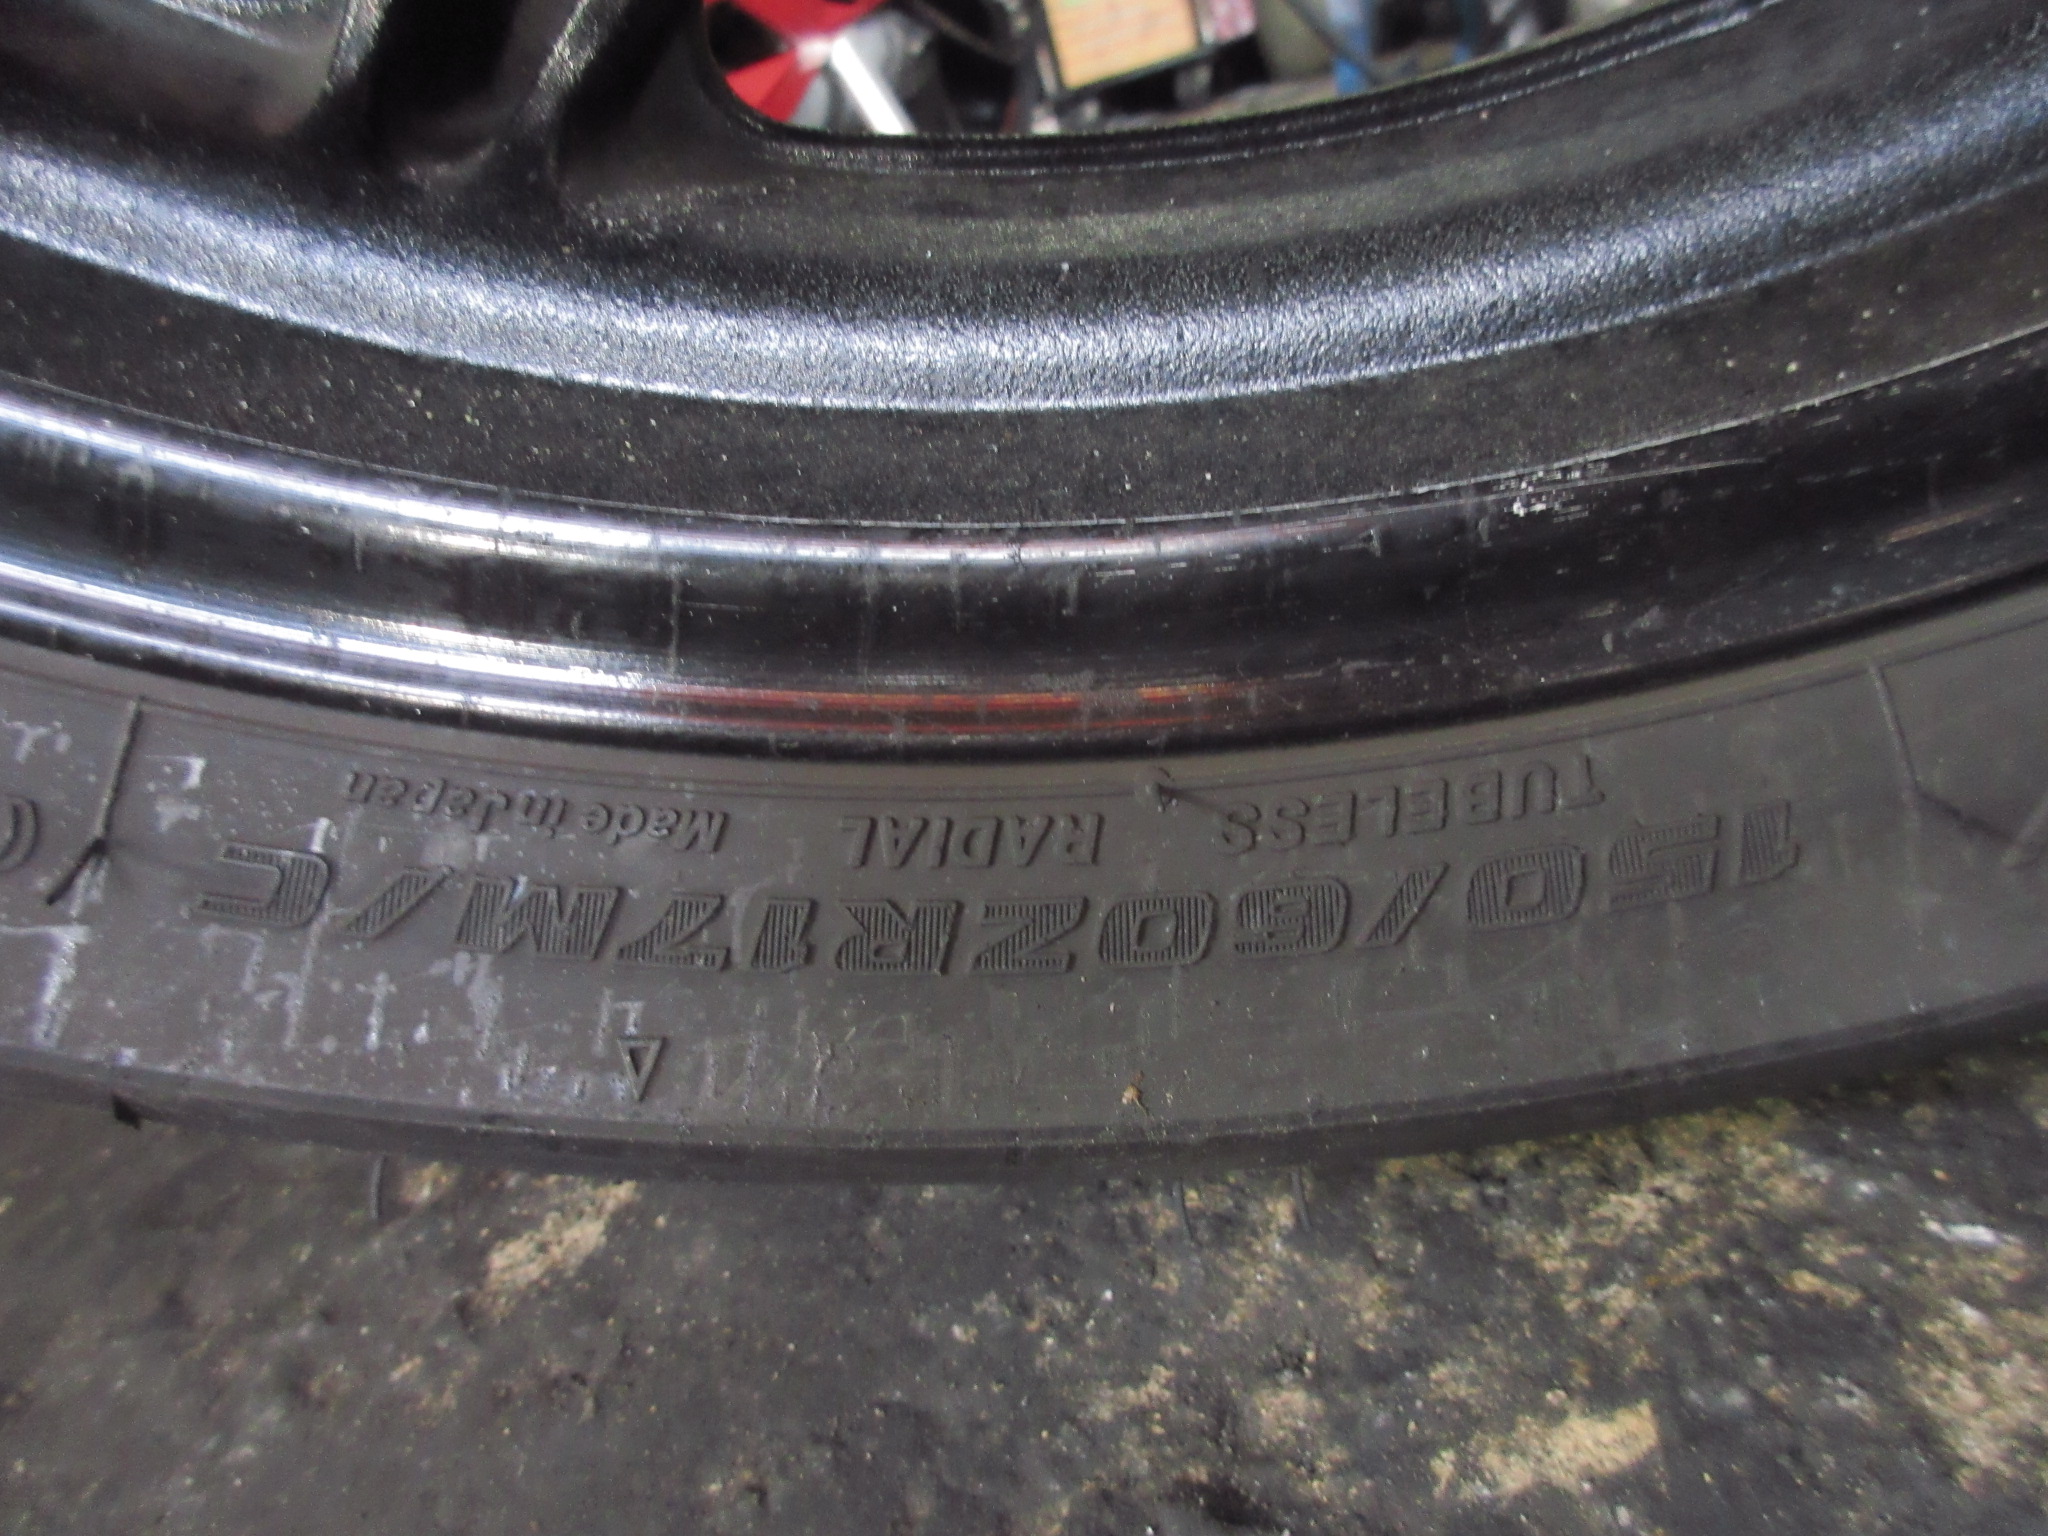 150/60ZR17M/C
TUBELESS RADIAL Made in Japan